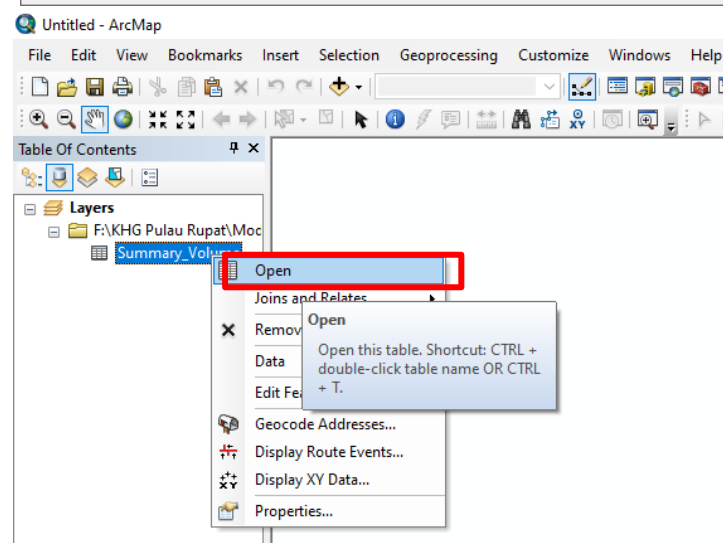 Untitled - ArcMap
File Edit View Bookmarks Insert Selection Geoprocessing Customize Windows Help
Table Of Contents
Layers
F:\KHG Pulau Rupat\Mod
Summary_Volume
Open
Joins and Relates
Open
Remov
Open this table. Shortcut: CTRL +
Data
double-click table name OR CTRL
+ T.
Edit Fea
Geocode Addresses...
Display Route Events...
Display XY Data...
Properties...